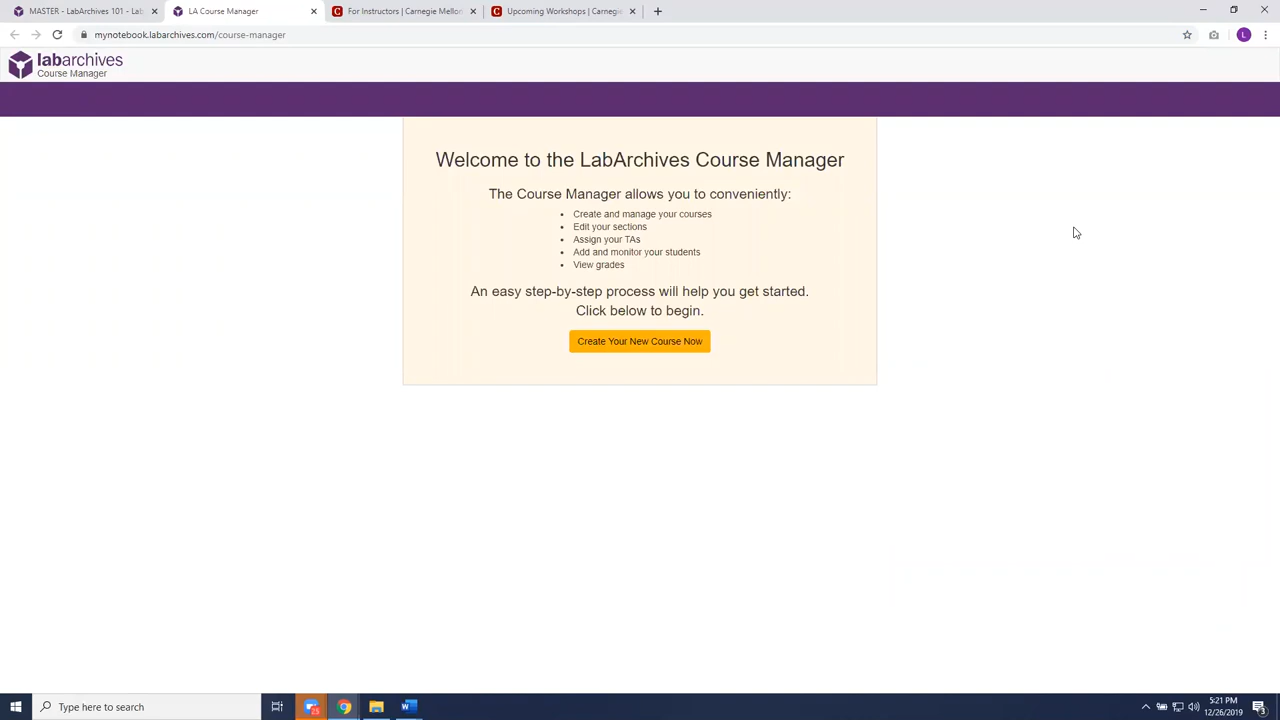 MASTER - LabArchives 101 - Lab
LA Course Manager
For Instructors | Carnegie Mellon
Upcoming Workshops | Carnegie
mynotebook.labarchives.com/course-manager
L
labarchives
Course Manager
Welcome to the LabArchives Course Manager
The Course Manager allows you to conveniently:
• Create and manage your courses
• Edit your sections
• Assign your TAs
• Add and monitor your students
• View grades
An easy step-by-step process will help you get started.
Click below to begin.
Create Your New Course Now
Type here to search
5:21 PM
12/26/2019